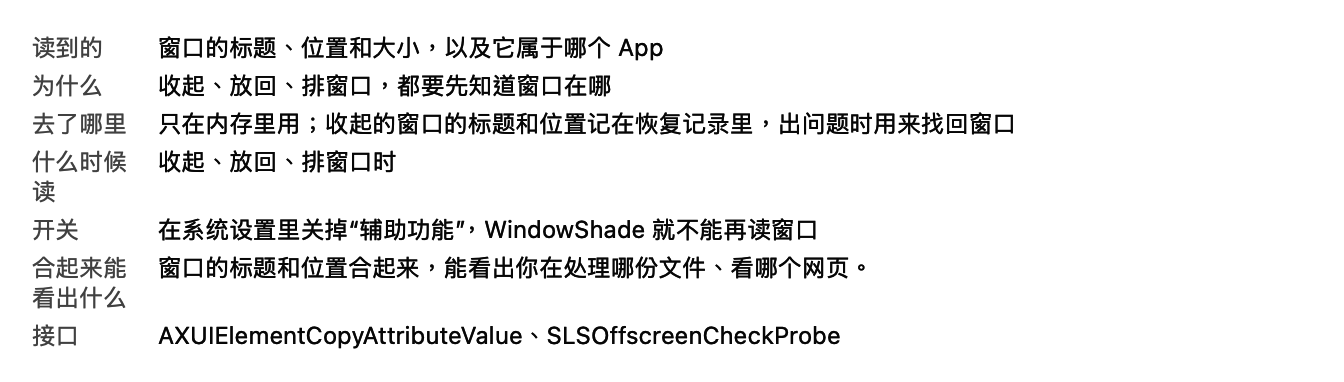 读到的 窗口的标题、位置和大小，以及它属于哪个 App
为什么 收起、放回、排窗口，都要先知道窗口在哪
去了哪里 只在内存里用；收起的窗口的标题和位置记在恢复记录里，出问题时用来找回窗口
什么时候 收起、放回、排窗口时
读
开关 在系统设置里关掉“辅助功能”，WindowShade 就不能再读窗口
合起来能 窗口的标题和位置合起来，能看出你在处理哪份文件、看哪个网页。
看出什么
接口 AXUIElementCopyAttributeValue、SLSOffscreenCheckProbe